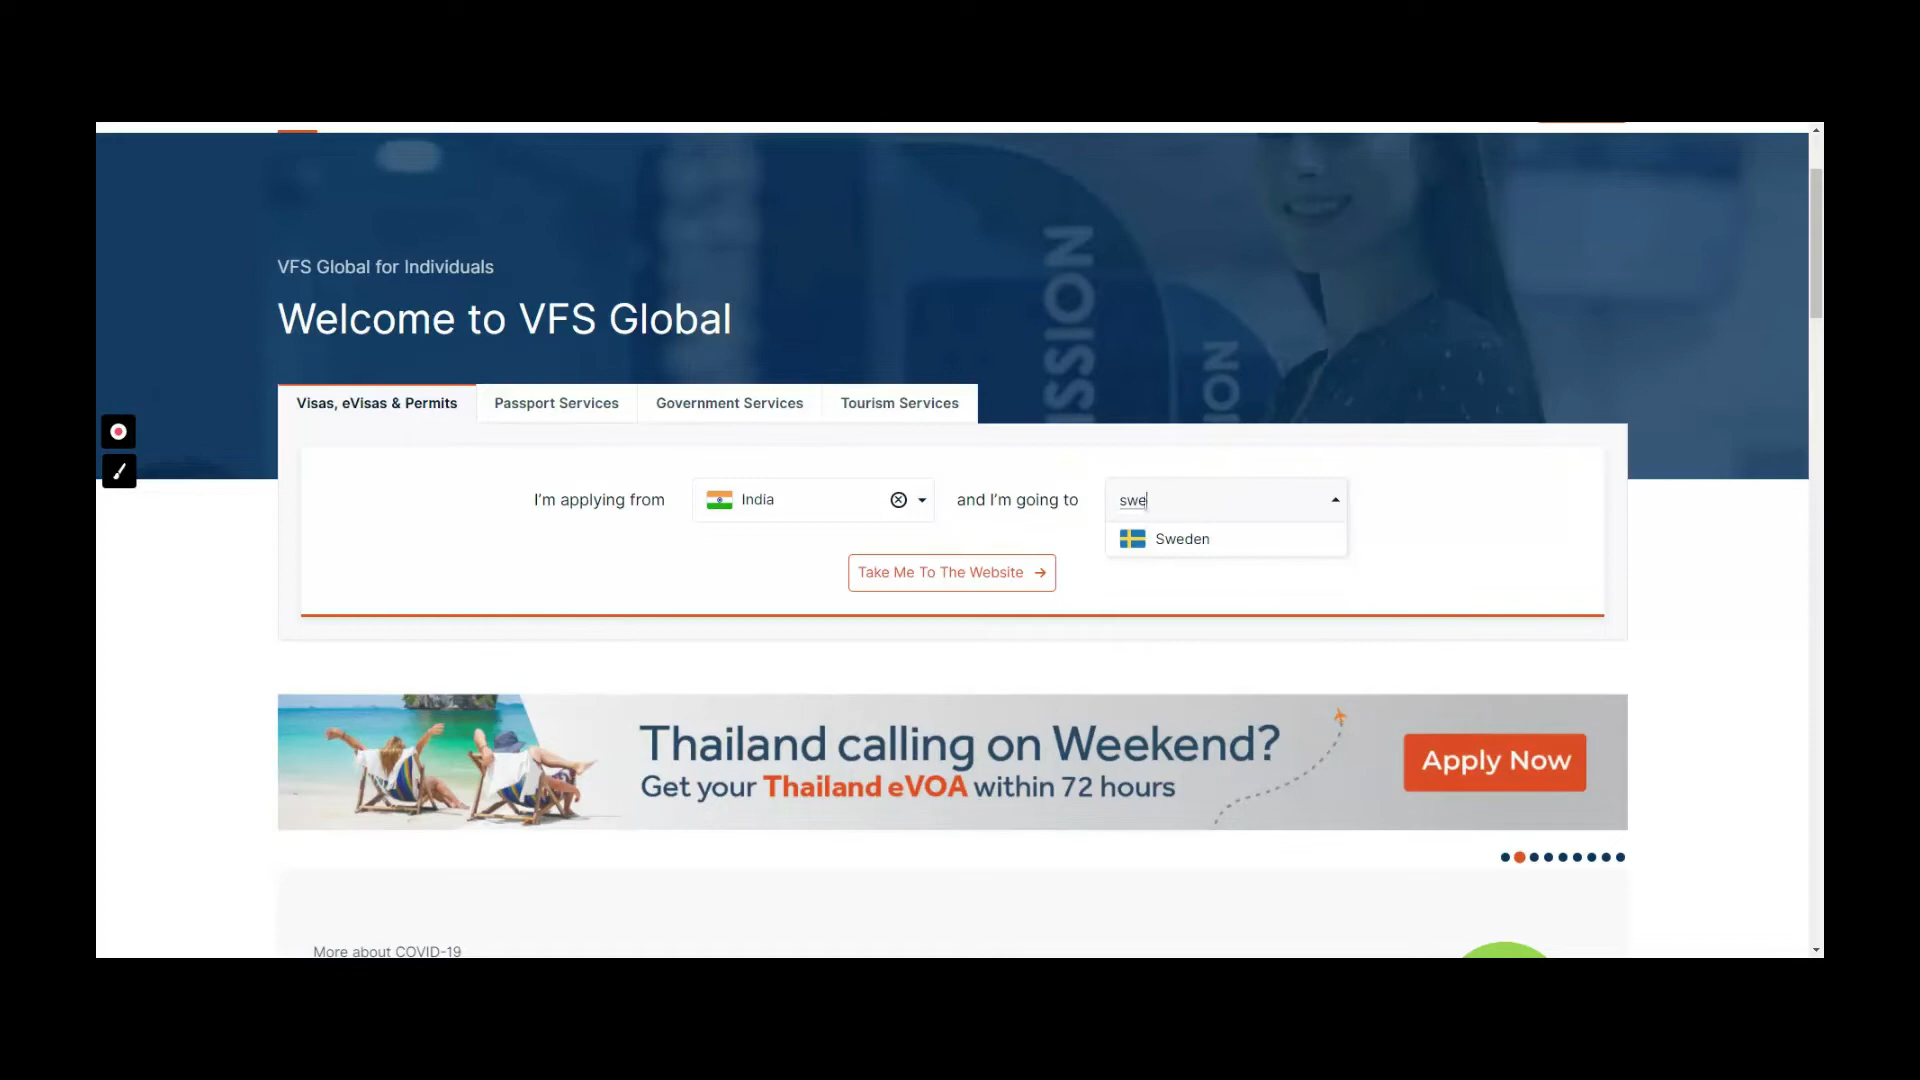 VFS Global for Individuals
Welcome to VFS Global
MISSION
ISSION
Visas, eVisas & Permits
Passport Services
Government Services
Tourism Services
I'm applying from
India
and I'm going to
swe
Sweden
Take Me To The Website
Thailand calling on Weekend?
Get your Thailand eVOA within 72 hours
Apply Now
More about COVID-19